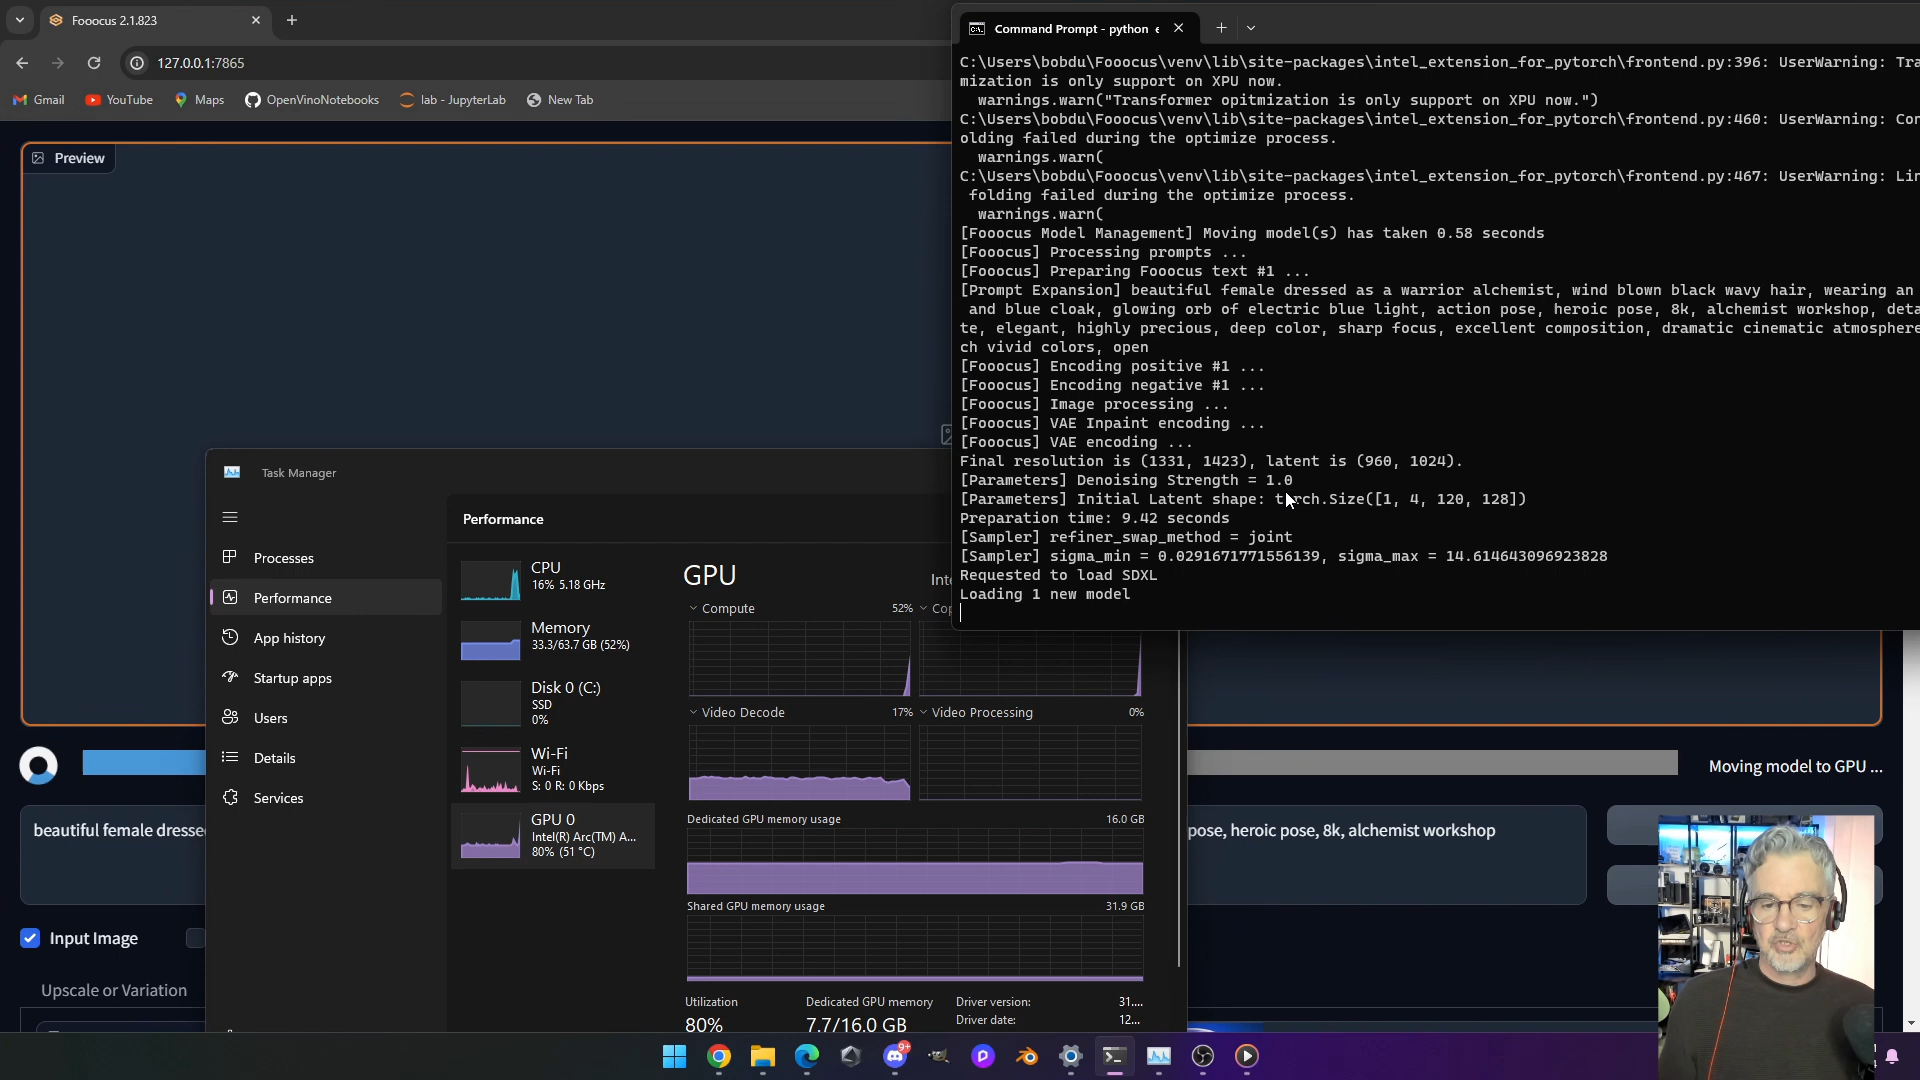 Fooocus 2.1.823
127.0.0.1:7865
Gmail
YouTube
Maps
OpenVinoNotebooks
lab - JupyterLab
New Tab
Preview
Command Prompt - python e
C:\Users\bobdu\Fooocus\venv\lib\site-packages\intel_extension_for_pytorch\frontend.py:396: UserWarning: Tra
mization is only support on XPU now.
warnings.warn("Transformer opitmization is only support on XPU now.")
C:\Users\bobdu\Fooocus\venv\lib\site-packages\intel_extension_for_pytorch\frontend.py:460: UserWarning: Con
olding failed during the optimize process.
warnings.warn(
C:\Users\bobdu\Fooocus\venv\lib\site-packages\intel_extension_for_pytorch\frontend.py:467: UserWarning: Lin
folding failed during the optimize process.
warnings.warn(
[Fooocus Model Management] Moving model(s) has taken 0.58 seconds
[Fooocus] Processing prompts ...
[Fooocus] Preparing Fooocus text #1 ...
[Prompt Expansion] beautiful female dressed as a warrior alchemist, wind blown black wavy hair, wearing an
and blue cloak, glowing orb of electric blue light, action pose, heroic pose, 8k, alchemist workshop, deta
te, elegant, highly precious, deep color, sharp focus, excellent composition, dramatic cinematic atmosphere
ch vivid colors, open
[Fooocus] Encoding positive #1 ...
[Fooocus] Encoding negative #1 ...
[Fooocus] Image processing ...
[Fooocus] VAE Inpaint encoding ...
[Fooocus] VAE encoding ...
Final resolution is (1331, 1423), latent is (960, 1024).
[Parameters] Denoising Strength = 1.0
[Parameters] Initial Latent shape: torch.Size([1, 4, 120, 128])
Preparation time: 9.42 seconds
[Sampler] refiner_swap_method = joint
[Sampler] sigma_min = 0.0291671771556139, sigma_max = 14.614643096923828
Requested to load SDXL
Loading 1 new model
Task Manager
Performance
Processes
Performance
App history
Startup apps
Users
Details
Services
CPU
16% 5.18 GHz
Memory
33.3/63.7 GB (52%)
Disk 0 (C:)
SSD
0%
Wi-Fi
Wi-Fi
S: 0 R: 0 Kbps
GPU 0
Intel(R) Arc(TM) A...
80% (51 °C)
GPU
Inte
Compute 52%
Cop
Video Decode 17%
Video Processing 0%
Dedicated GPU memory usage 16.0 GB
Shared GPU memory usage 31.9 GB
Utilization
80%
Dedicated GPU memory
7.7/16.0 GB
Driver version: 31....
Driver date: 12...
Moving model to GPU ...
beautiful female dresse
pose, heroic pose, 8k, alchemist workshop
Input Image
Upscale or Variation
9+